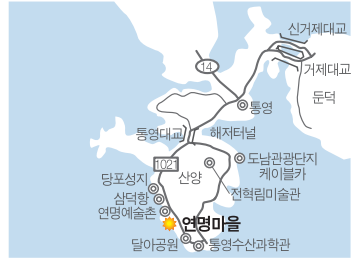 신거제대교
14
거제대교
둔덕
통영
통영대교
해저터널
1021
도남관광단지
케이블카
당포성지
산양
삼덕항
전혁림미술관
연명예술촌
연명마을
달아공원
통영수산과학관